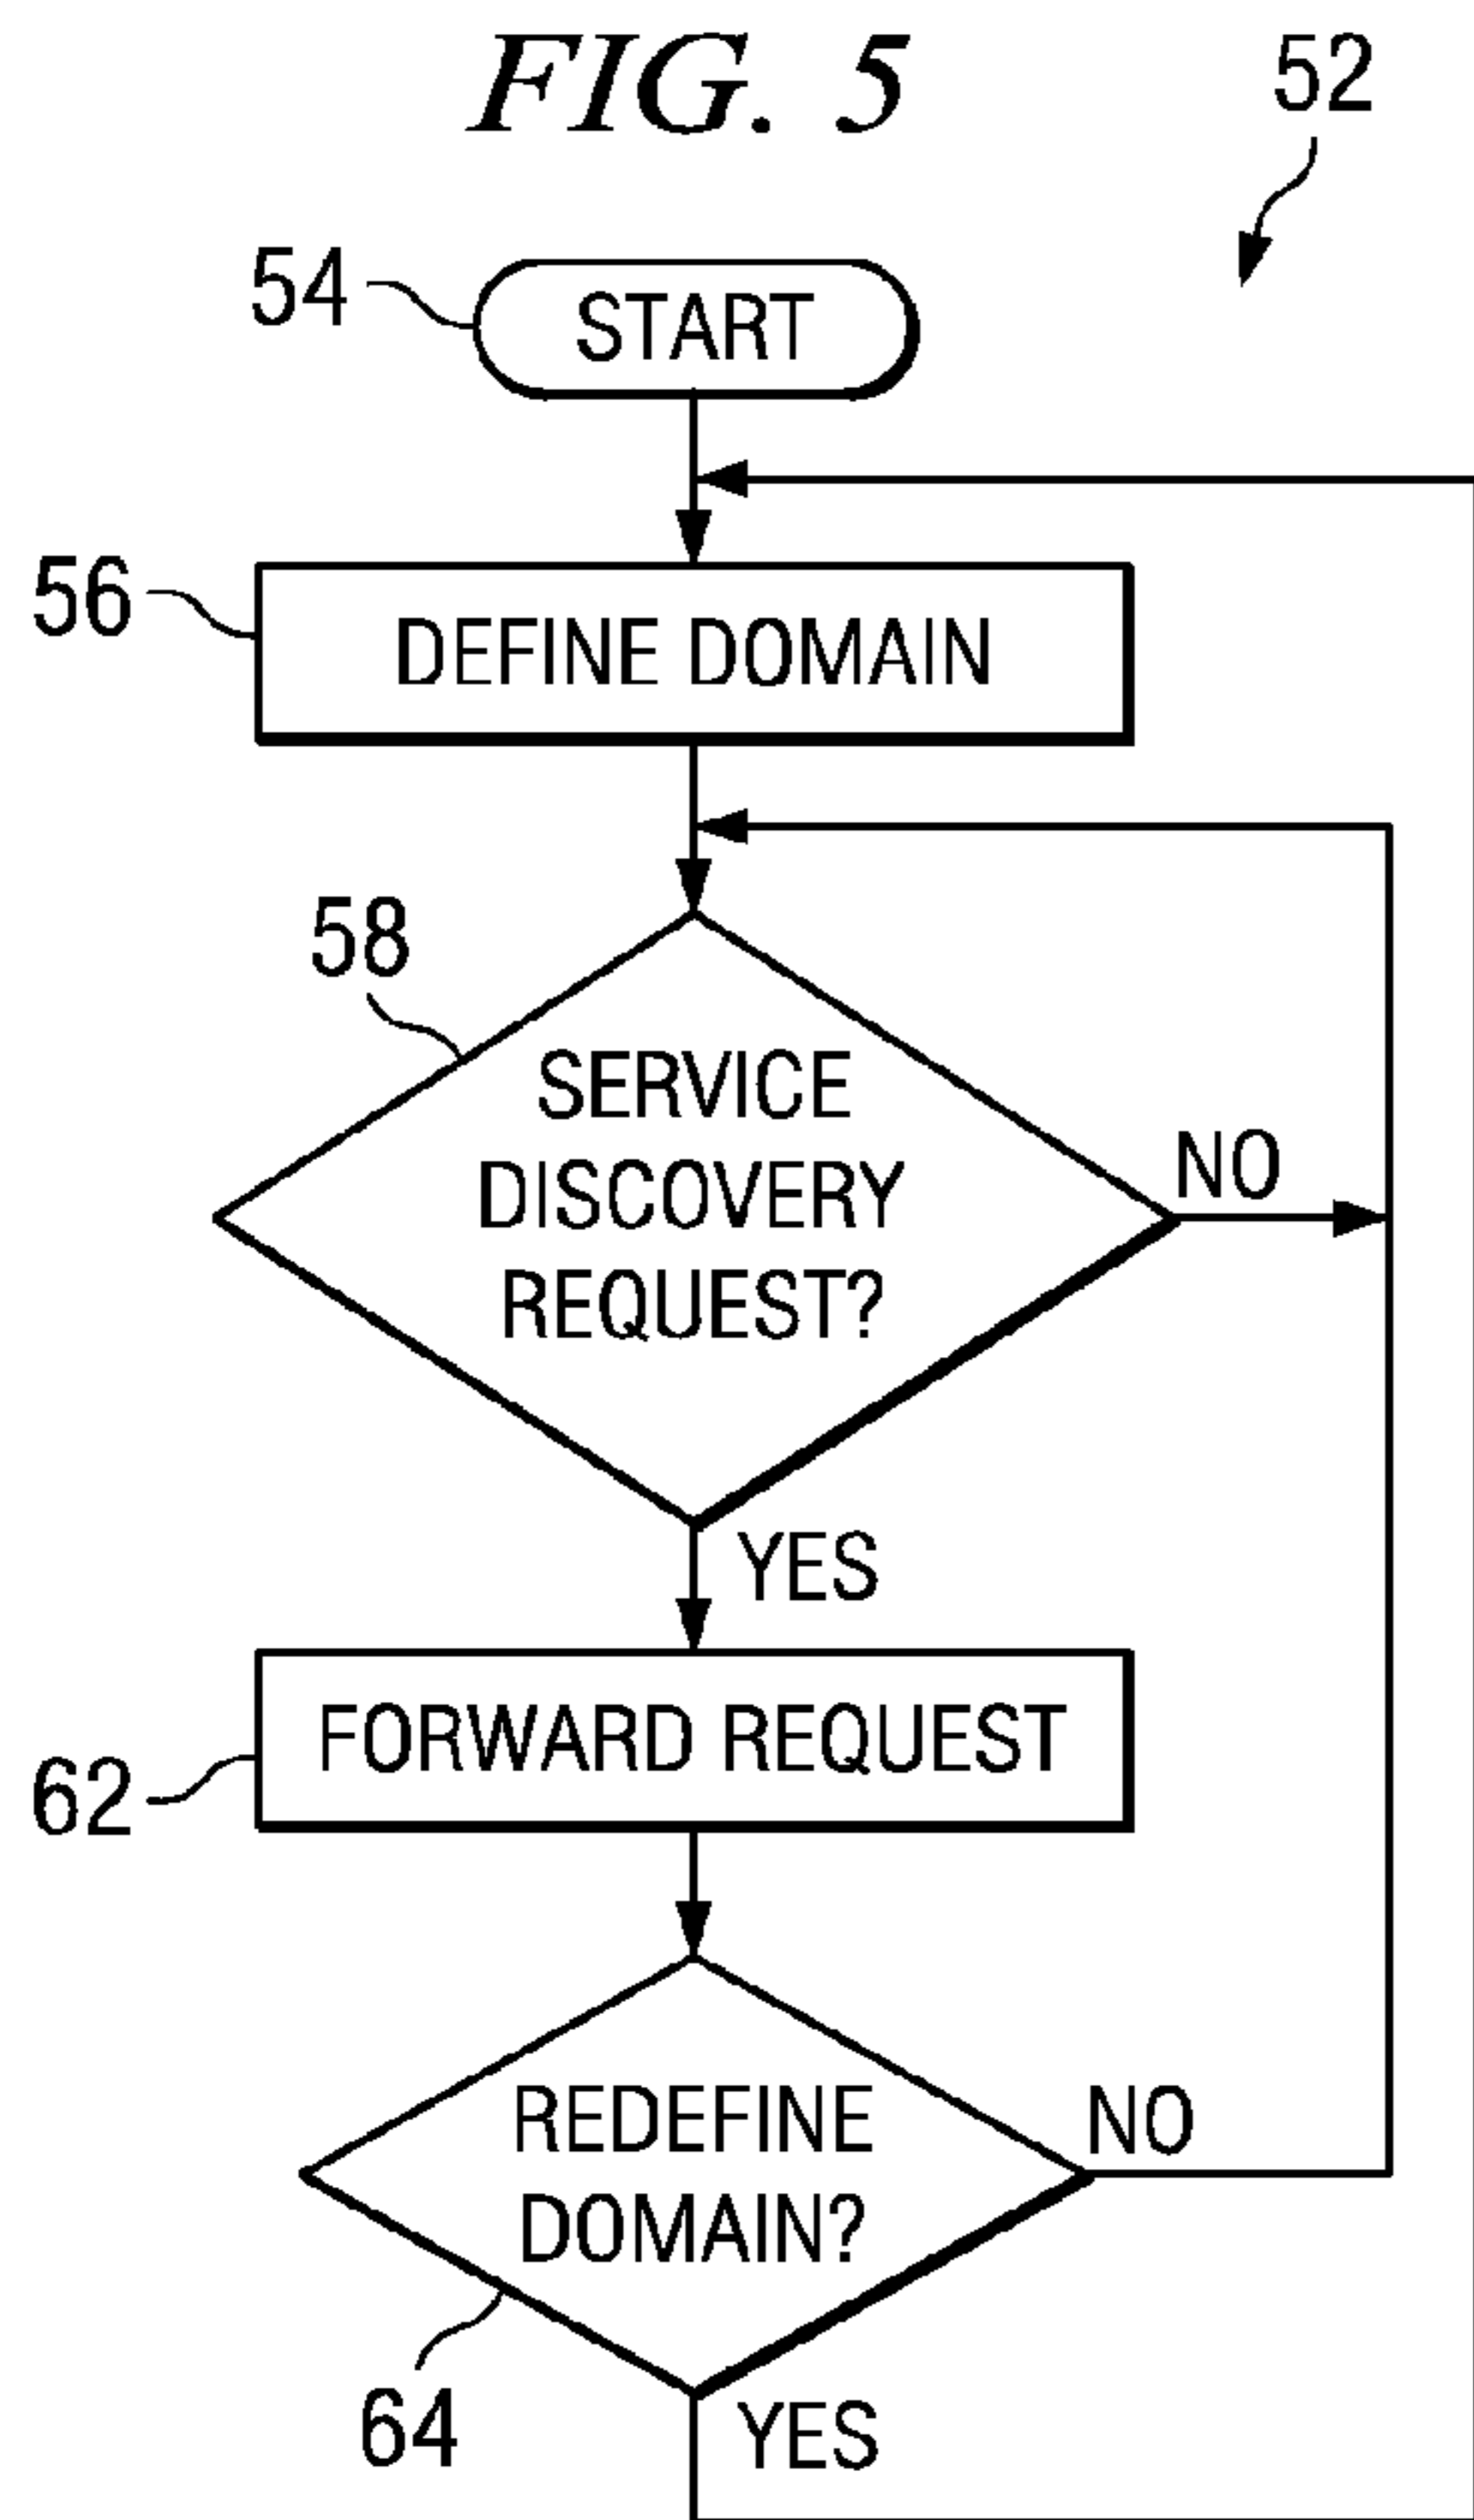 FIG. 5
52
54
START
56
DEFINE DOMAIN
58
SERVICE
DISCOVERY
REQUEST?
NO
YES
FORWARD REQUEST
62
REDEFINE
DOMAIN?
NO
64
YES